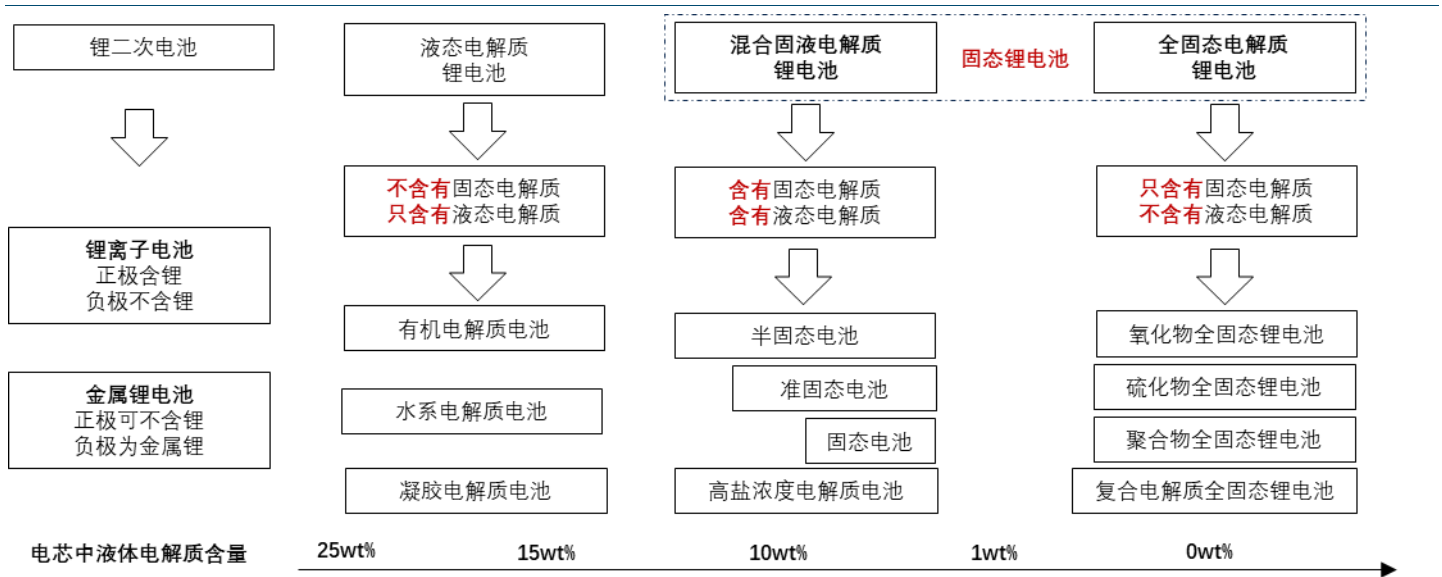 锂二次电池
液态电解质
锂电池
混合固液电解质
锂电池
固态锂电池
全固态电解质
锂电池
不含有固态电解质
只含有液态电解质
含有固态电解质
含有液态电解质
只含有固态电解质
不含有液态电解质
锂离子电池
正极含锂
负极不含锂
有机电解质电池
半固态电池
氧化物全固态锂电池
金属锂电池
正极可不含锂
负极为金属锂
水系电解质电池
准固态电池
硫化物全固态锂电池
固态电池
聚合物全固态锂电池
凝胶电解质电池
高盐浓度电解质电池
复合电解质全固态锂电池
电芯中液体电解质含量
25wt%
15wt%
10wt%
1wt%
0wt%